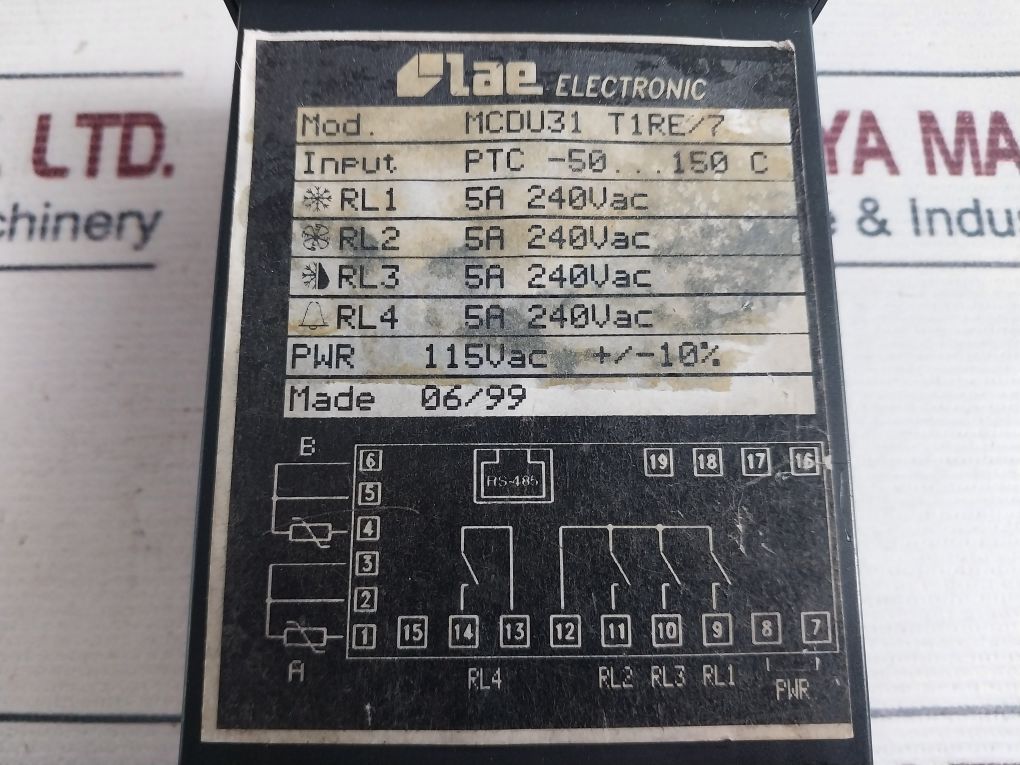 lae ELECTRONIC
Mod. MCDU31 T1RE/7
Input PTC -50...150 C
RL1 5A 240Vac
RL2 5A 240Vac
RL3 5A 240Vac
RL4 5A 240Vac
PWR 115Vac +/-10%
Made 06/99
B
6
5
4
3
2
1
A
RS-485
19 18 17 16
15 14 13 12 11 10 9 8 7
RL4 RL2 RL3 RL1 PWR
LTD.
YA MA
chinery
& Indus